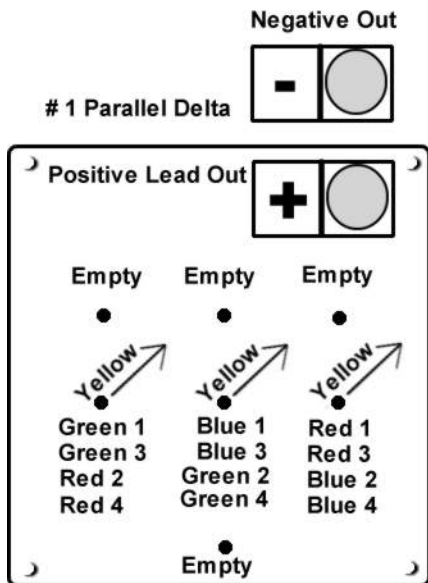 Negative Out
-
# 1 Parallel Delta
Positive Lead Out
+
Empty Empty Empty
Yellow Yellow Yellow
Green 1 Blue 1 Red 1
Green 3 Blue 3 Red 3
Red 2 Green 2 Blue 2
Red 4 Green 4 Blue 4
Empty